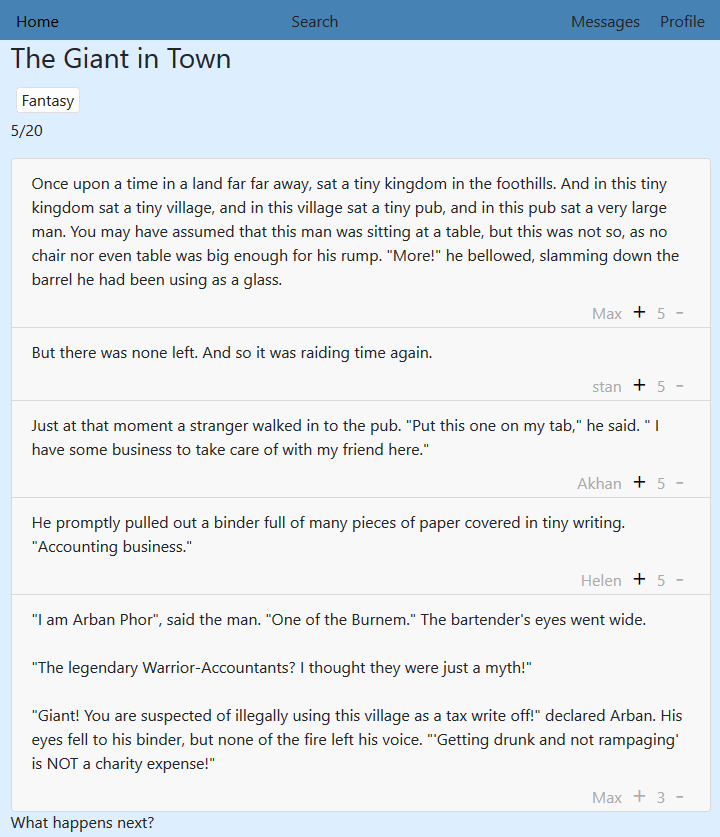 Home Search Messages Profile
The Giant in Town
Fantasy
5/20
Once upon a time in a land far far away, sat a tiny kingdom in the foothills. And in this tiny
kingdom sat a tiny village, and in this village sat a tiny pub, and in this pub sat a very large
man. You may have assumed that this man was sitting at a table, but this was not so, as no
chair nor even table was big enough for his rump. "More!" he bellowed, slamming down the
barrel he had been using as a glass.
Max + 5 -
But there was none left. And so it was raiding time again.
stan + 5 -
Just at that moment a stranger walked in to the pub. "Put this one on my tab," he said. " I
have some business to take care of with my friend here."
Akhan + 5 -
He promptly pulled out a binder full of many pieces of paper covered in tiny writing.
"Accounting business."
Helen + 5 -
"I am Arban Phor", said the man. "One of the Burnem." The bartender's eyes went wide.
"The legendary Warrior-Accountants? I thought they were just a myth!"
"Giant! You are suspected of illegally using this village as a tax write off!" declared Arban. His
eyes fell to his binder, but none of the fire left his voice. "'Getting drunk and not rampaging'
is NOT a charity expense!"
Max + 3 -
What happens next?